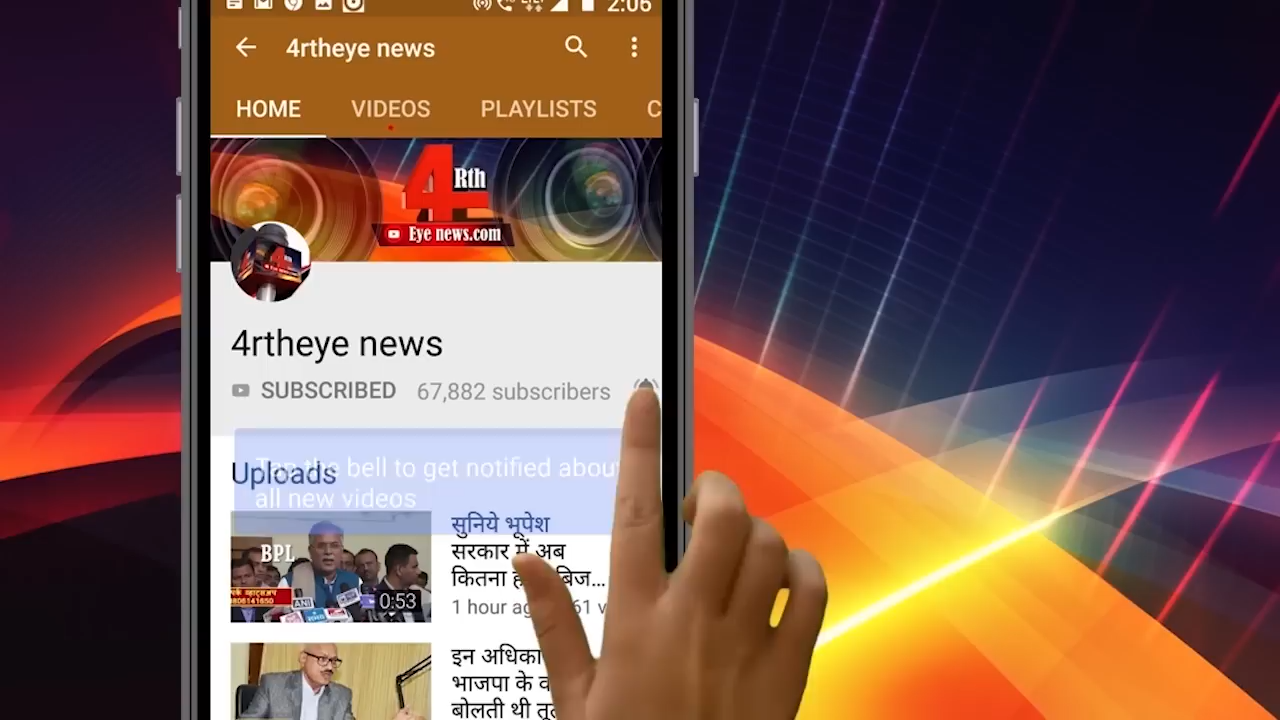 2:06
4rtheye news
HOME VIDEOS PLAYLISTS C
4 Rth
Eye news.com
4rtheye news
SUBSCRIBED 67,882 subscribers
Uploads
Tap the bell to get notified about
all new videos
सुनिये भूपेश
सरकार में अब
कितना
BPL
ANI
0:53
1 hour ago
इन
भाजपा के
बोलती थी